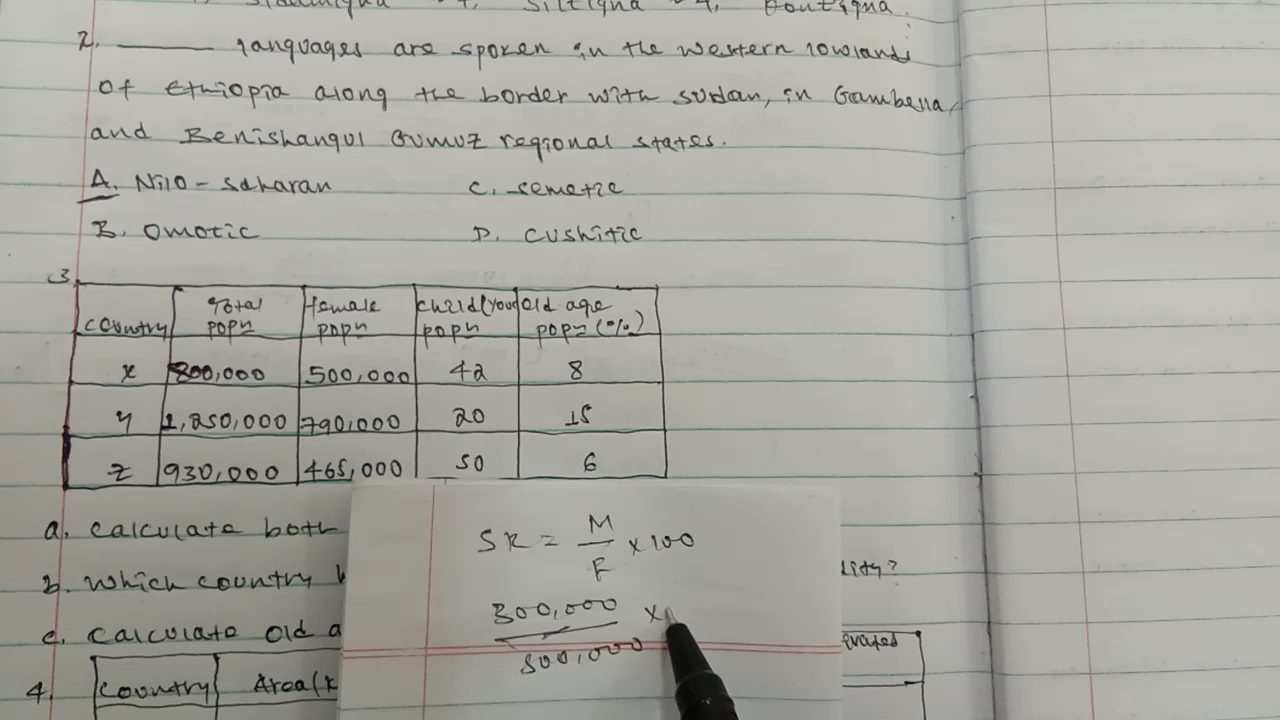 Siltigna
2. _____ languages are spoken in the western lowlands
of Ethiopia along the border with sudan, in Gambella,
and Benishangul Gumuz regional states.
A. Nilo - saharan C. semetic
B. Omotic D. cushitic
3.
country Total popn female popn child (young popn old age popn (%)
x 800,000 500,000 42 8
y 1,250,000 790,000 20 15
z 930,000 465,000 50 6
a. calculate both
b. which country
c. calculate old a
4. country Area(k
SR = M/F x 100
300,000 x
500,000